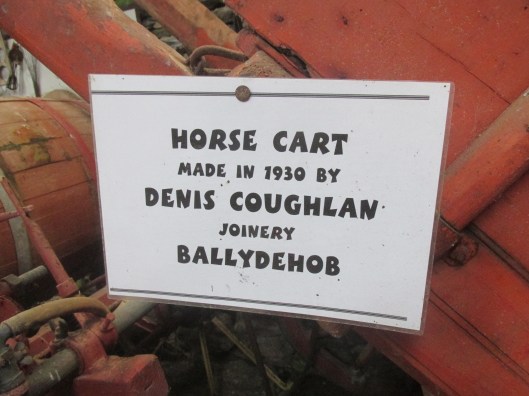 HORSE CART
MADE IN 1930 BY
DENIS COUGHLAN
JOINERY
BALLYDEHOB